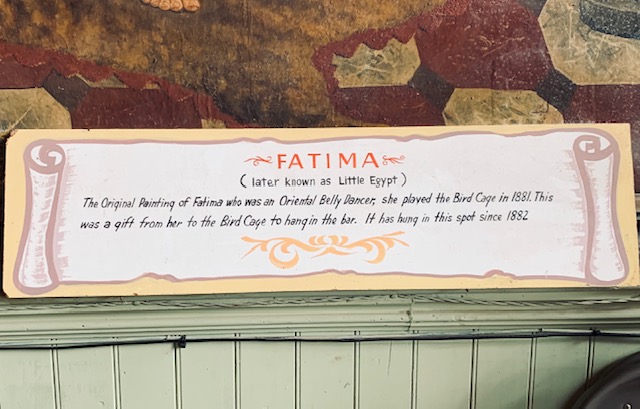 FATIMA
( later known as Little Egypt )
The Original Painting of Fatima who was an Oriental Belly Dancer, she played the Bird Cage in 1881. This
was a gift from her to the Bird Cage to hang in the bar. It has hung in this spot since 1882